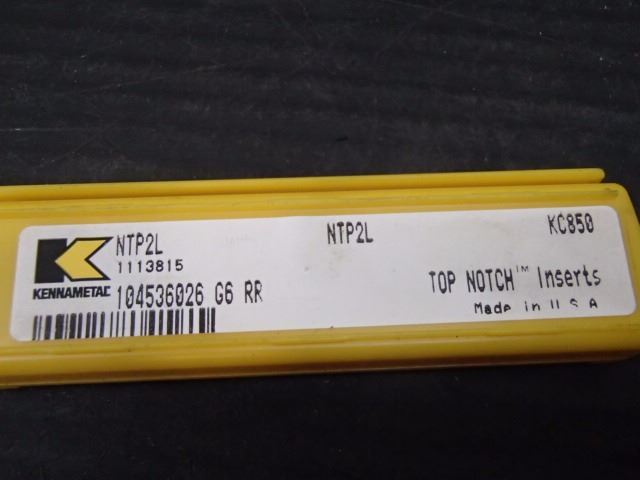 NTP2L NTP2L KC850
1113815
KENNAMETAL 104536026 G6 RR TOP NOTCH™ Inserts
Made in U.S.A